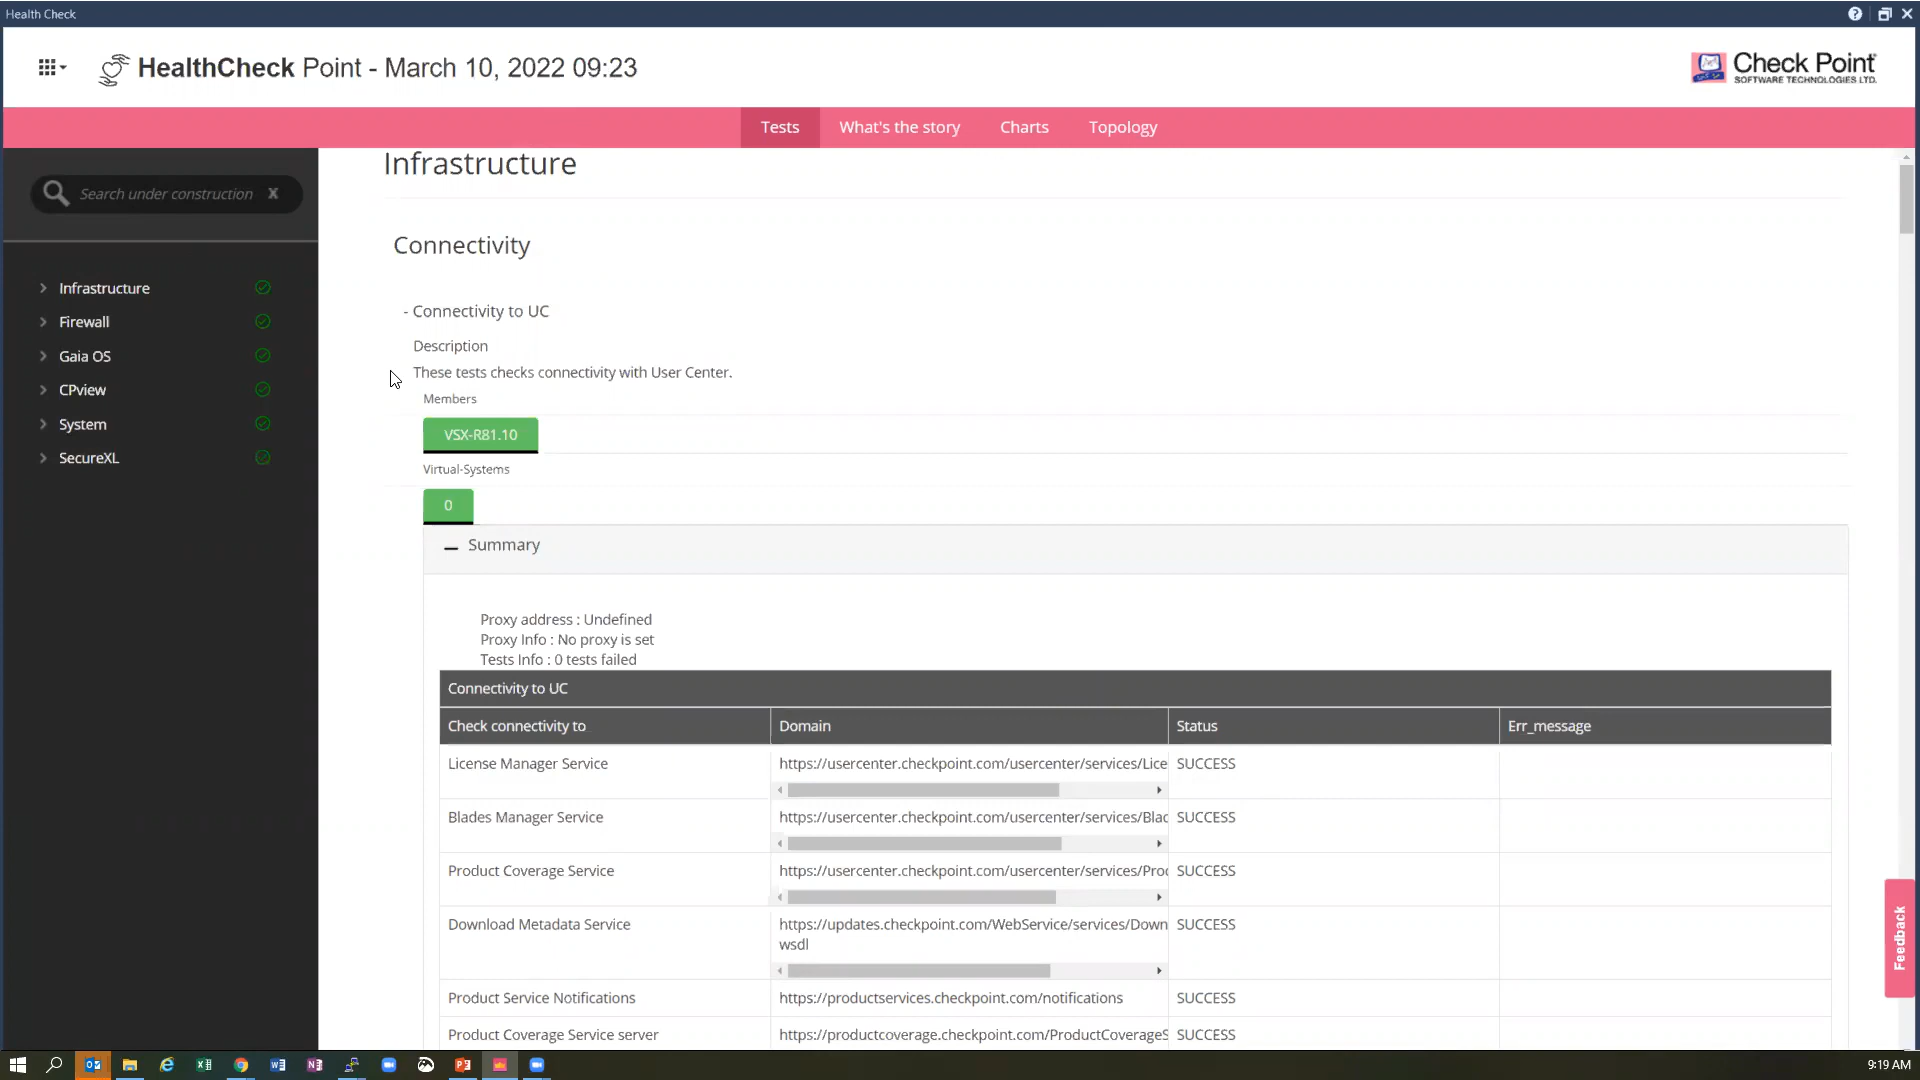 Health Check
HealthCheck Point - March 10, 2022 09:23
Check Point
SOFTWARE TECHNOLOGIES LTD.
Tests
What's the story
Charts
Topology
Search under construction X
Infrastructure
Firewall
Gaia OS
CPview
System
SecureXL
Infrastructure
Connectivity
- Connectivity to UC
Description
These tests checks connectivity with User Center.
Members
VSX-R81.10
Virtual-Systems
0
Summary
Proxy address : Undefined
Proxy Info : No proxy is set
Tests Info : 0 tests failed
Connectivity to UC
Check connectivity to Domain Status Err_message
License Manager Service https://usercenter.checkpoint.com/usercenter/services/Lice SUCCESS
Blades Manager Service https://usercenter.checkpoint.com/usercenter/services/Blad SUCCESS
Product Coverage Service https://usercenter.checkpoint.com/usercenter/services/Proc SUCCESS
Download Metadata Service https://updates.checkpoint.com/WebService/services/Down SUCCESS
wsdl
Product Service Notifications https://productservices.checkpoint.com/notifications SUCCESS
Product Coverage Service server https://productcoverage.checkpoint.com/ProductCoverageS SUCCESS
Feedback
9:19 AM